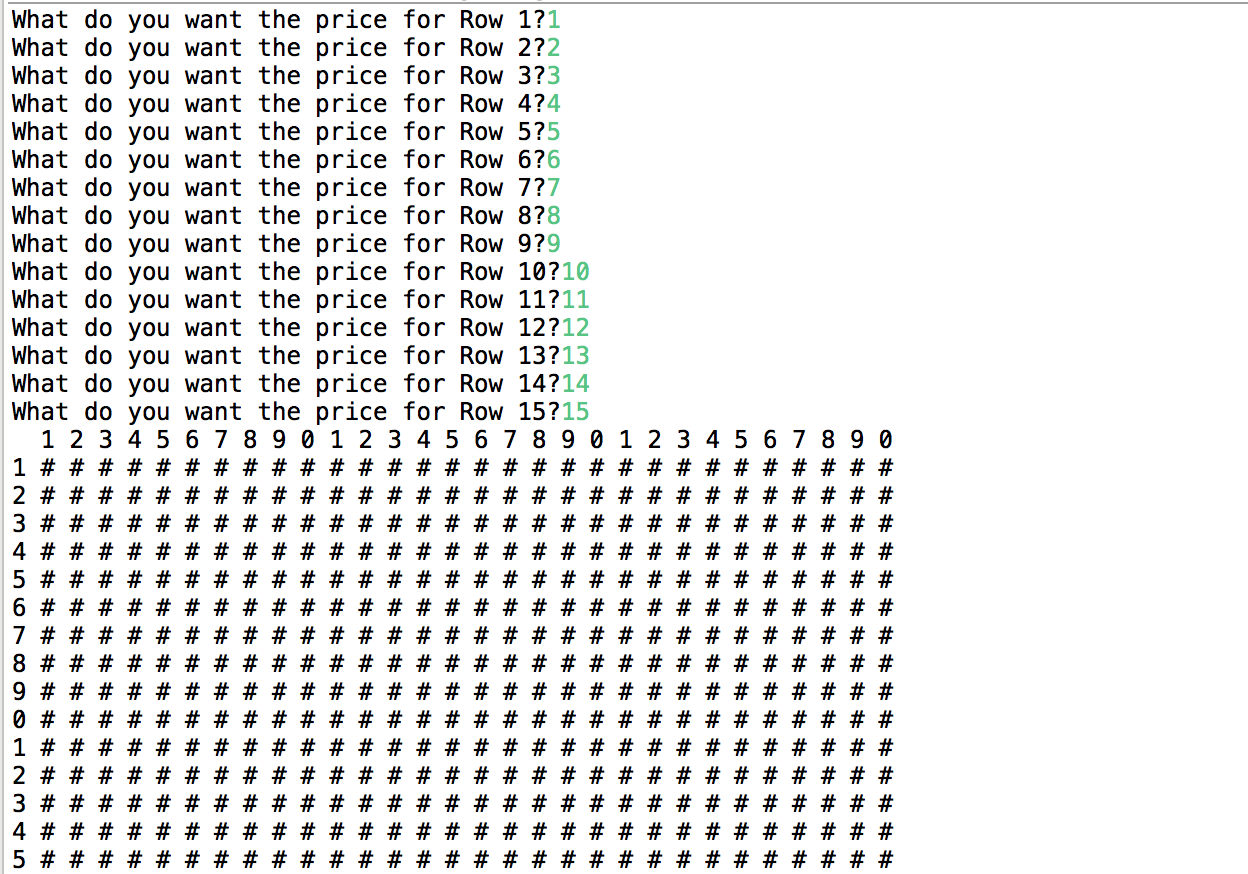 What do you want the price for Row 1?1
What do you want the price for Row 2?2
What do you want the price for Row 3?3
What do you want the price for Row 4?4
What do you want the price for Row 5?5
What do you want the price for Row 6?6
What do you want the price for Row 7?7
What do you want the price for Row 8?8
What do you want the price for Row 9?9
What do you want the price for Row 10?10
What do you want the price for Row 11?11
What do you want the price for Row 12?12
What do you want the price for Row 13?13
What do you want the price for Row 14?14
What do you want the price for Row 15?15
  1 2 3 4 5 6 7 8 9 0 1 2 3 4 5 6 7 8 9 0 1 2 3 4 5 6 7 8 9 0
1 # # # # # # # # # # # # # # # # # # # # # # # # # # # # # #
2 # # # # # # # # # # # # # # # # # # # # # # # # # # # # # #
3 # # # # # # # # # # # # # # # # # # # # # # # # # # # # # #
4 # # # # # # # # # # # # # # # # # # # # # # # # # # # # # #
5 # # # # # # # # # # # # # # # # # # # # # # # # # # # # # #
6 # # # # # # # # # # # # # # # # # # # # # # # # # # # # # #
7 # # # # # # # # # # # # # # # # # # # # # # # # # # # # # #
8 # # # # # # # # # # # # # # # # # # # # # # # # # # # # # #
9 # # # # # # # # # # # # # # # # # # # # # # # # # # # # # #
0 # # # # # # # # # # # # # # # # # # # # # # # # # # # # # #
1 # # # # # # # # # # # # # # # # # # # # # # # # # # # # # #
2 # # # # # # # # # # # # # # # # # # # # # # # # # # # # # #
3 # # # # # # # # # # # # # # # # # # # # # # # # # # # # # #
4 # # # # # # # # # # # # # # # # # # # # # # # # # # # # # #
5 # # # # # # # # # # # # # # # # # # # # # # # # # # # # # #